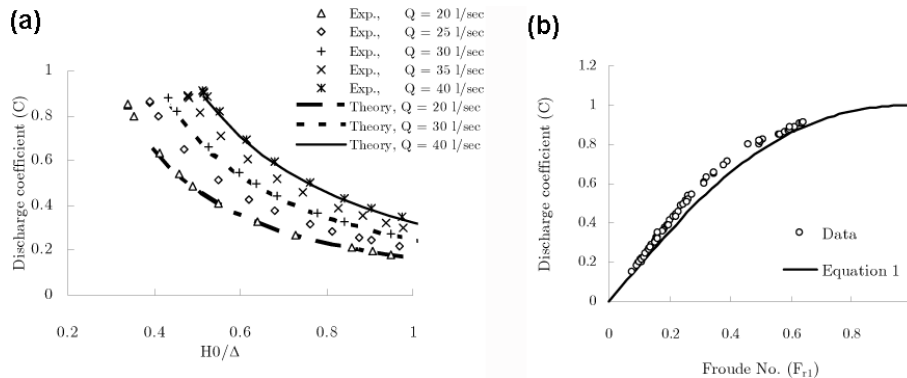 (a)
Exp., Q = 20 l/sec
Exp., Q = 25 l/sec
Exp., Q = 30 l/sec
Exp., Q = 35 l/sec
Exp., Q = 40 l/sec
Theory, Q = 20 l/sec
Theory, Q = 30 l/sec
Theory, Q = 40 l/sec
Discharge coefficient (C)
1
0.8
0.6
0.4
0.2
0
0.2 0.4 0.6 0.8 1
H0/Δ
(b)
Discharge coefficient (C)
1.2
1
0.8
0.6
0.4
0.2
0
Data
Equation 1
0 0.2 0.4 0.6 0.8
Froude No. (Fr1)